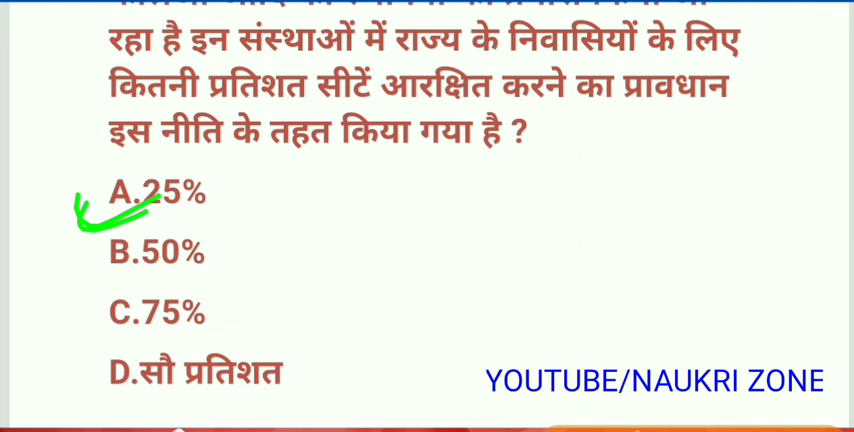 रहा है इन संस्थाओं में राज्य के निवासियों के लिए
कितनी प्रतिशत सीटें आरक्षित करने का प्रावधान
इस नीति के तहत किया गया है ?
A.25%
B.50%
C.75%
D.सौ प्रतिशत
YOUTUBE/NAUKRI ZONE